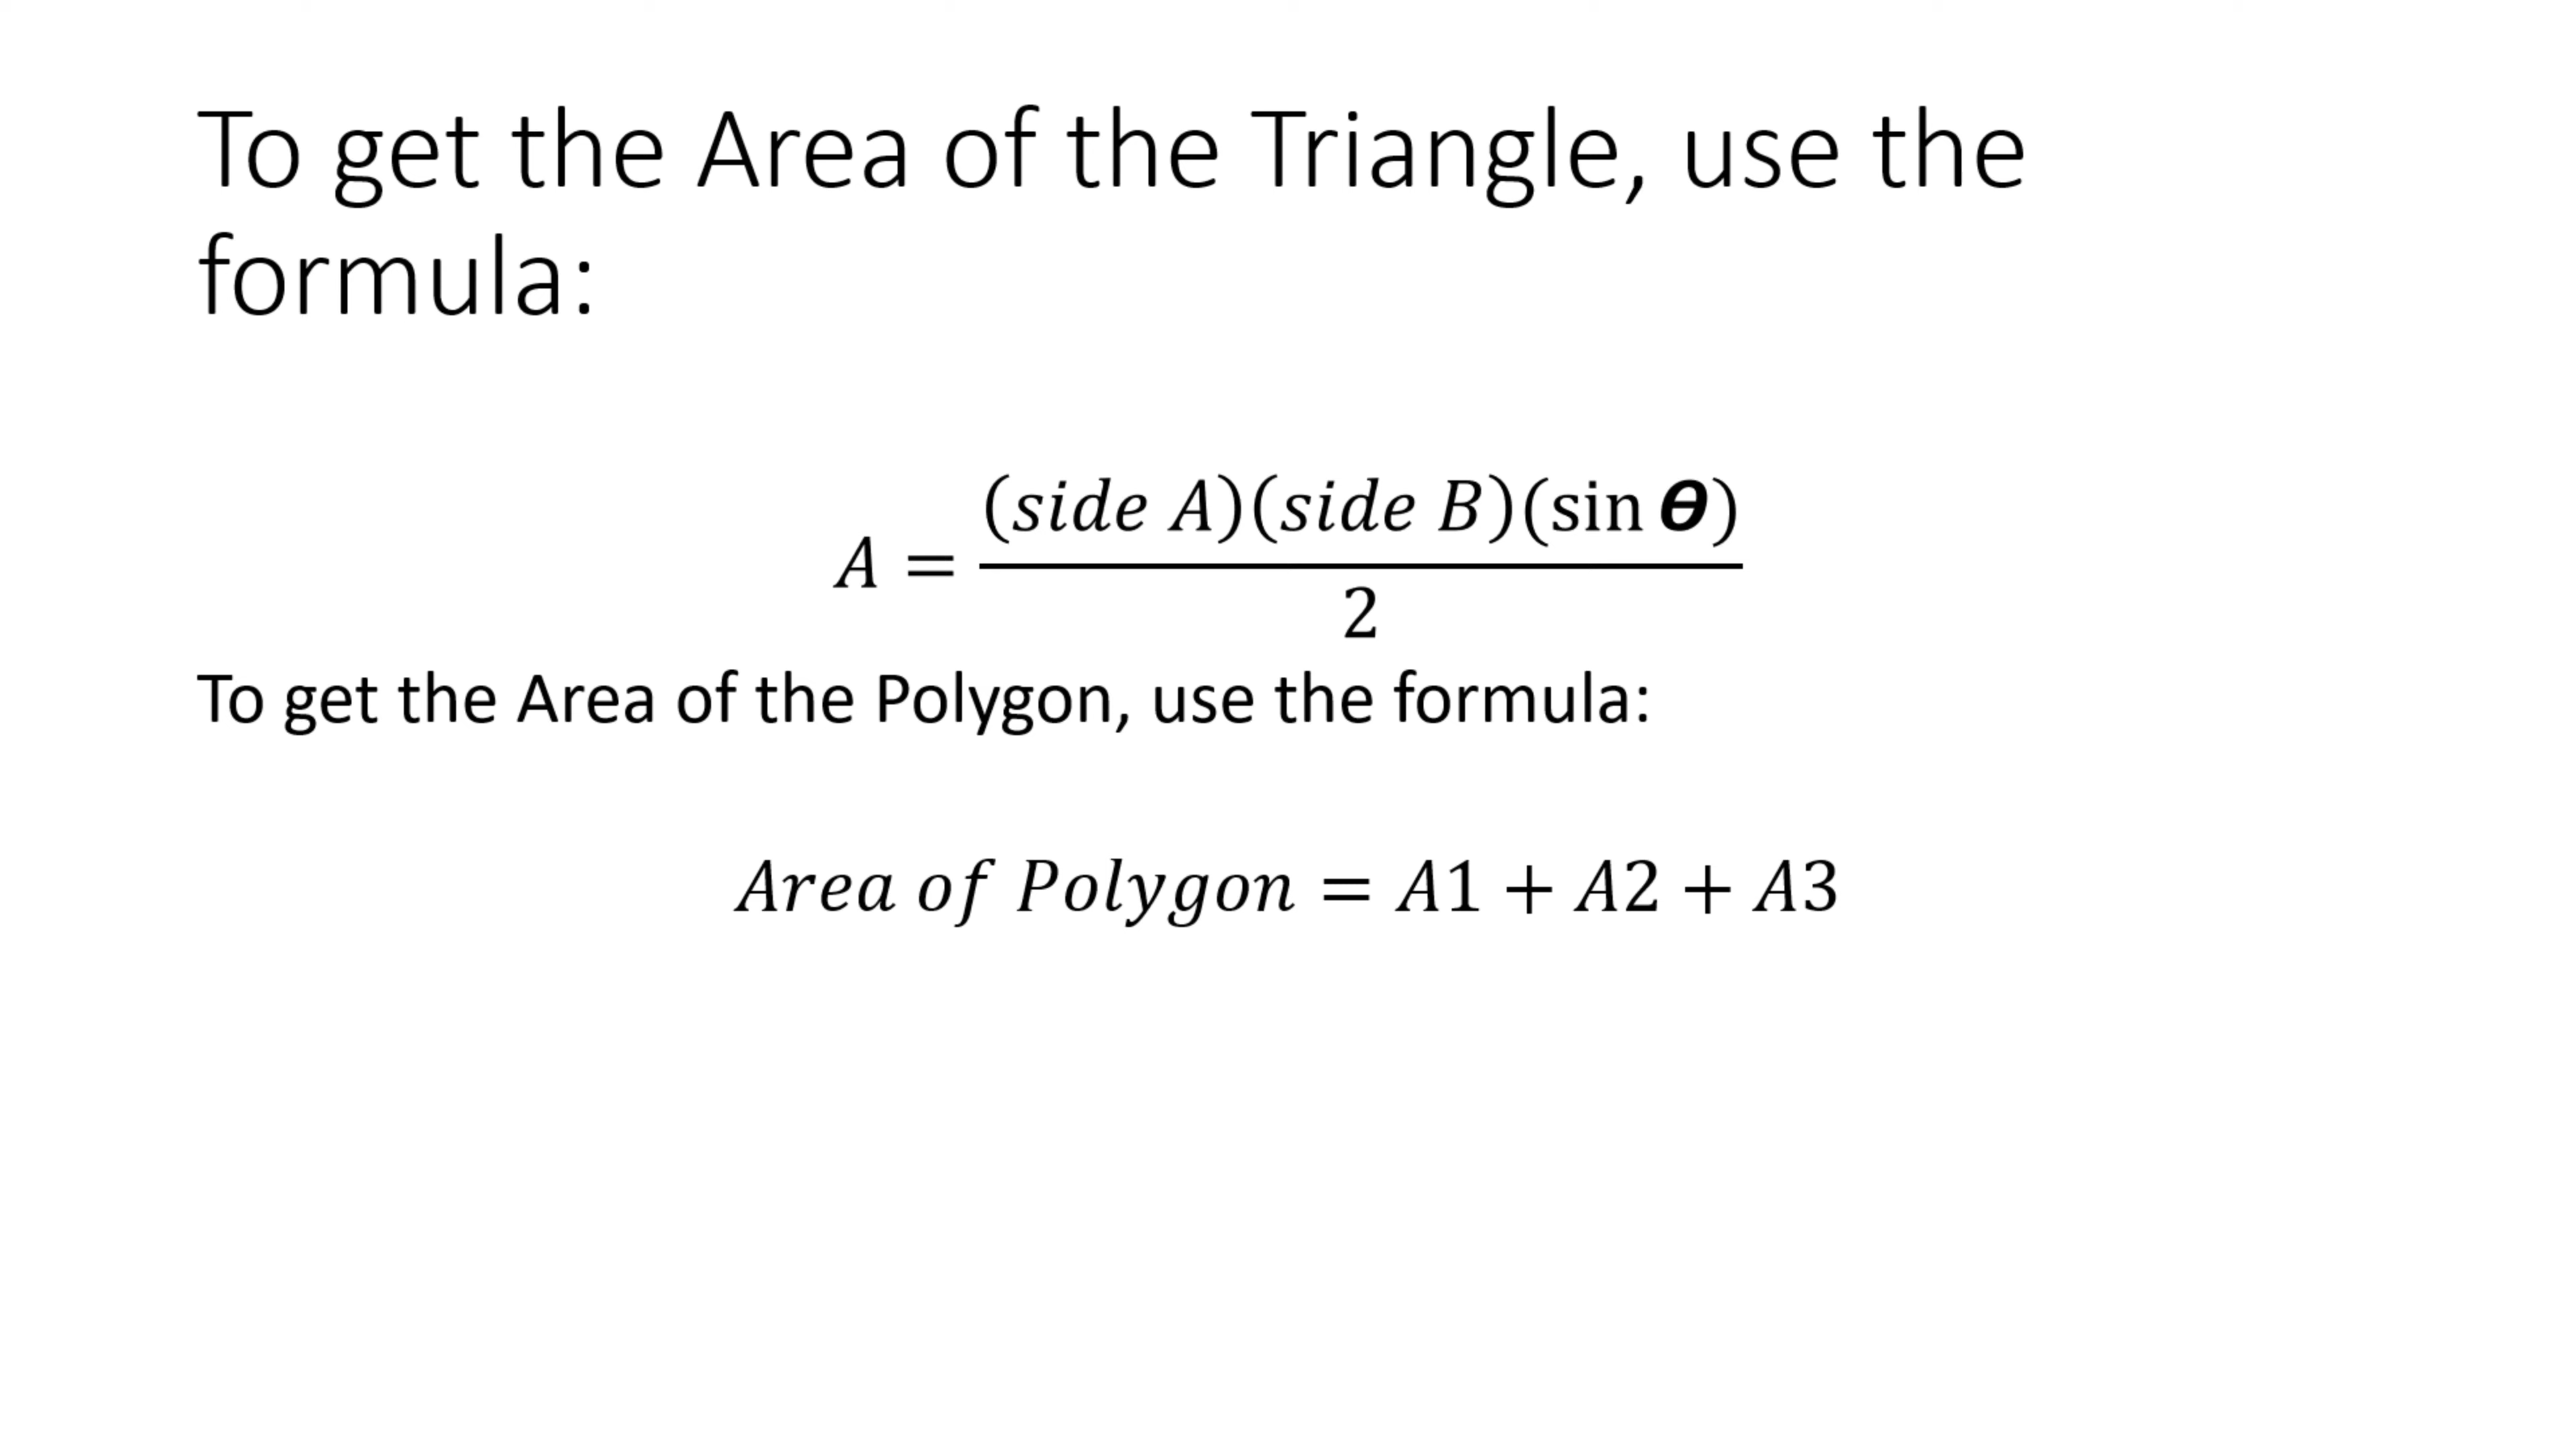 To get the Area of the Triangle, use the
formula:
A = (side A)(side B)(sin θ)
2
To get the Area of the Polygon, use the formula:
Area of Polygon = A1 + A2 + A3